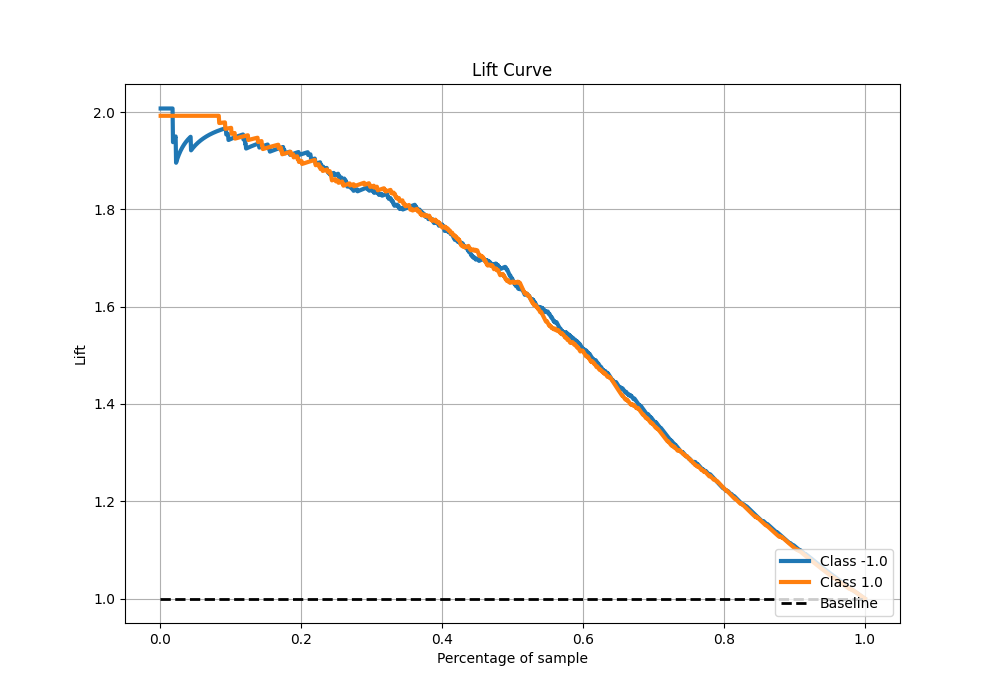 Lift Curve
Lift
2.0
1.8
1.6
1.4
1.2
1.0
Class -1.0
Class 1.0
Baseline
0.0 0.2 0.4 0.6 0.8 1.0
Percentage of sample